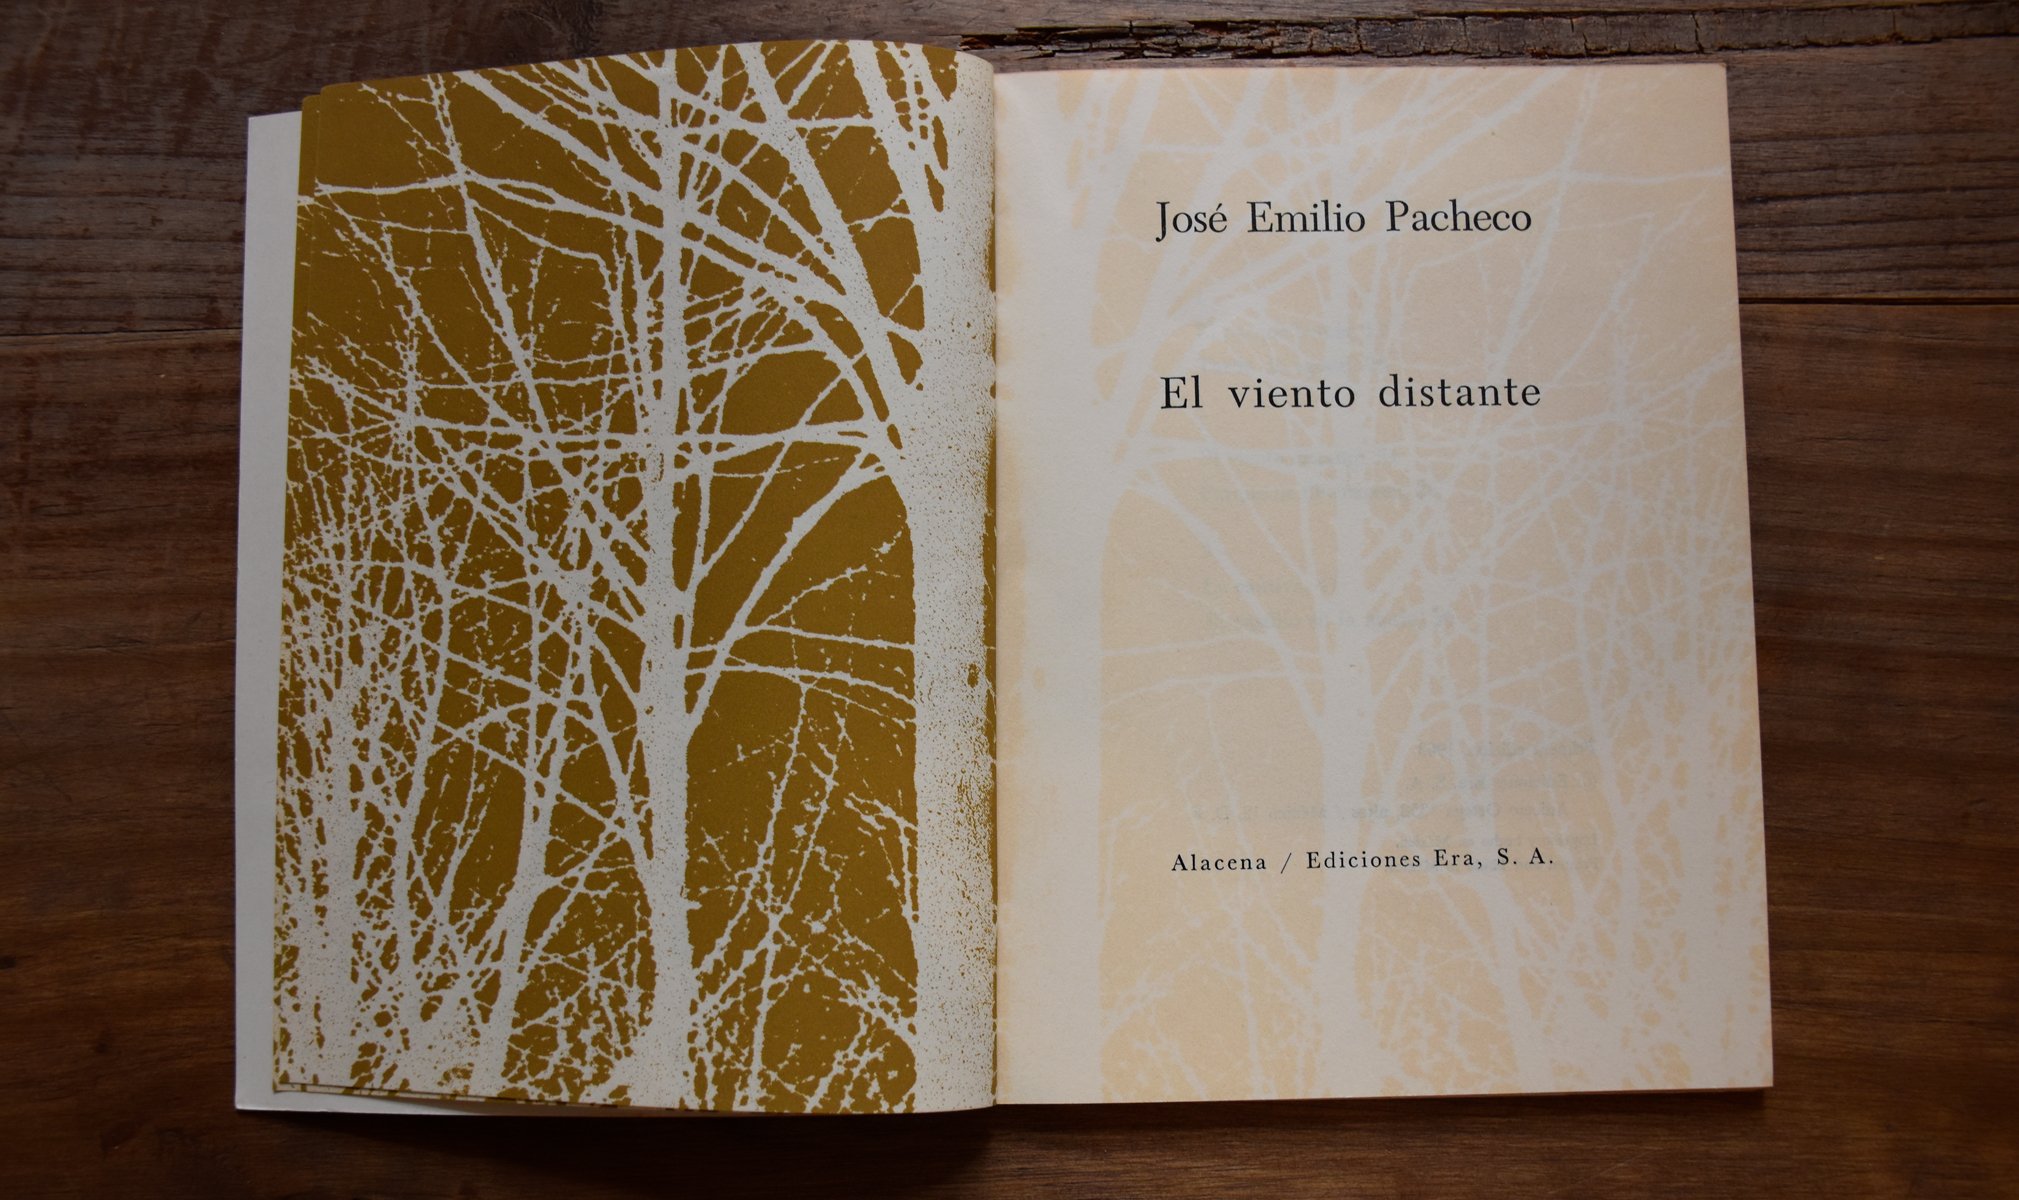 José Emilio Pacheco
El viento distante
Alacena / Ediciones Era, S. A.